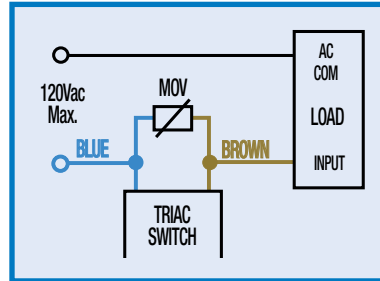 AC
COM
120Vac
Max.
MOV
LOAD
BLUE
BROWN
INPUT
TRIAC
SWITCH